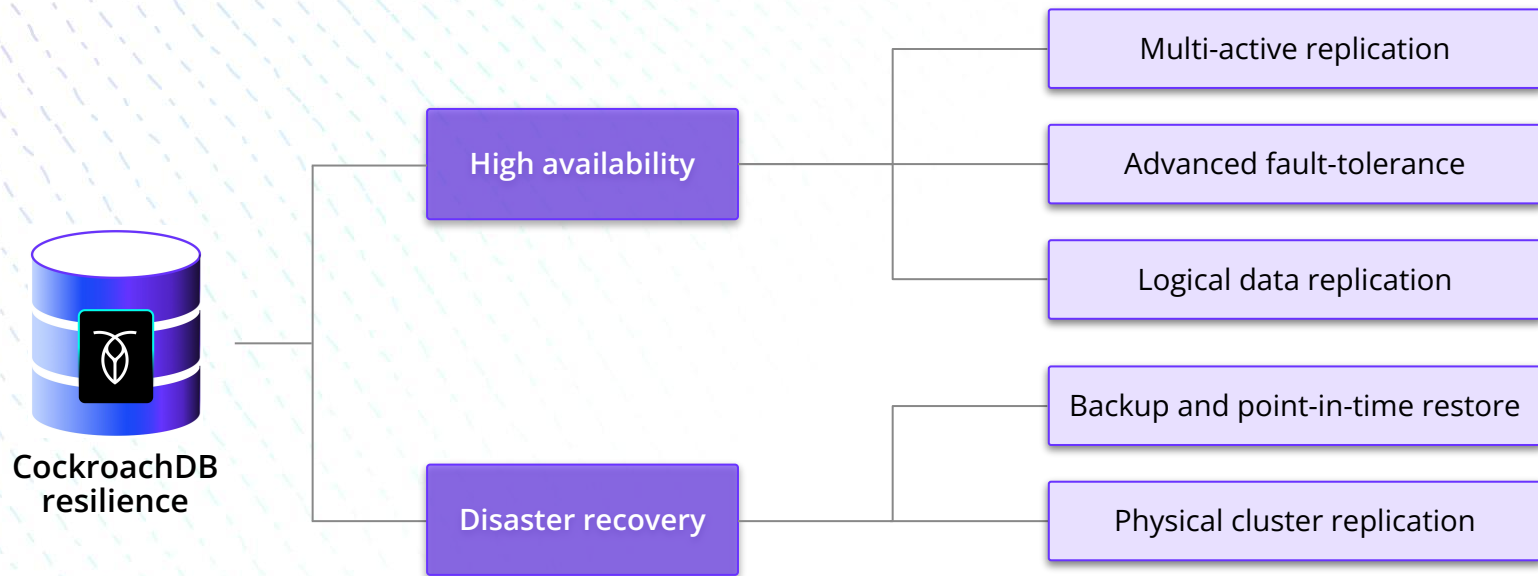 CockroachDB
resilience
High availability
Multi-active replication
Advanced fault-tolerance
Logical data replication
Disaster recovery
Backup and point-in-time restore
Physical cluster replication